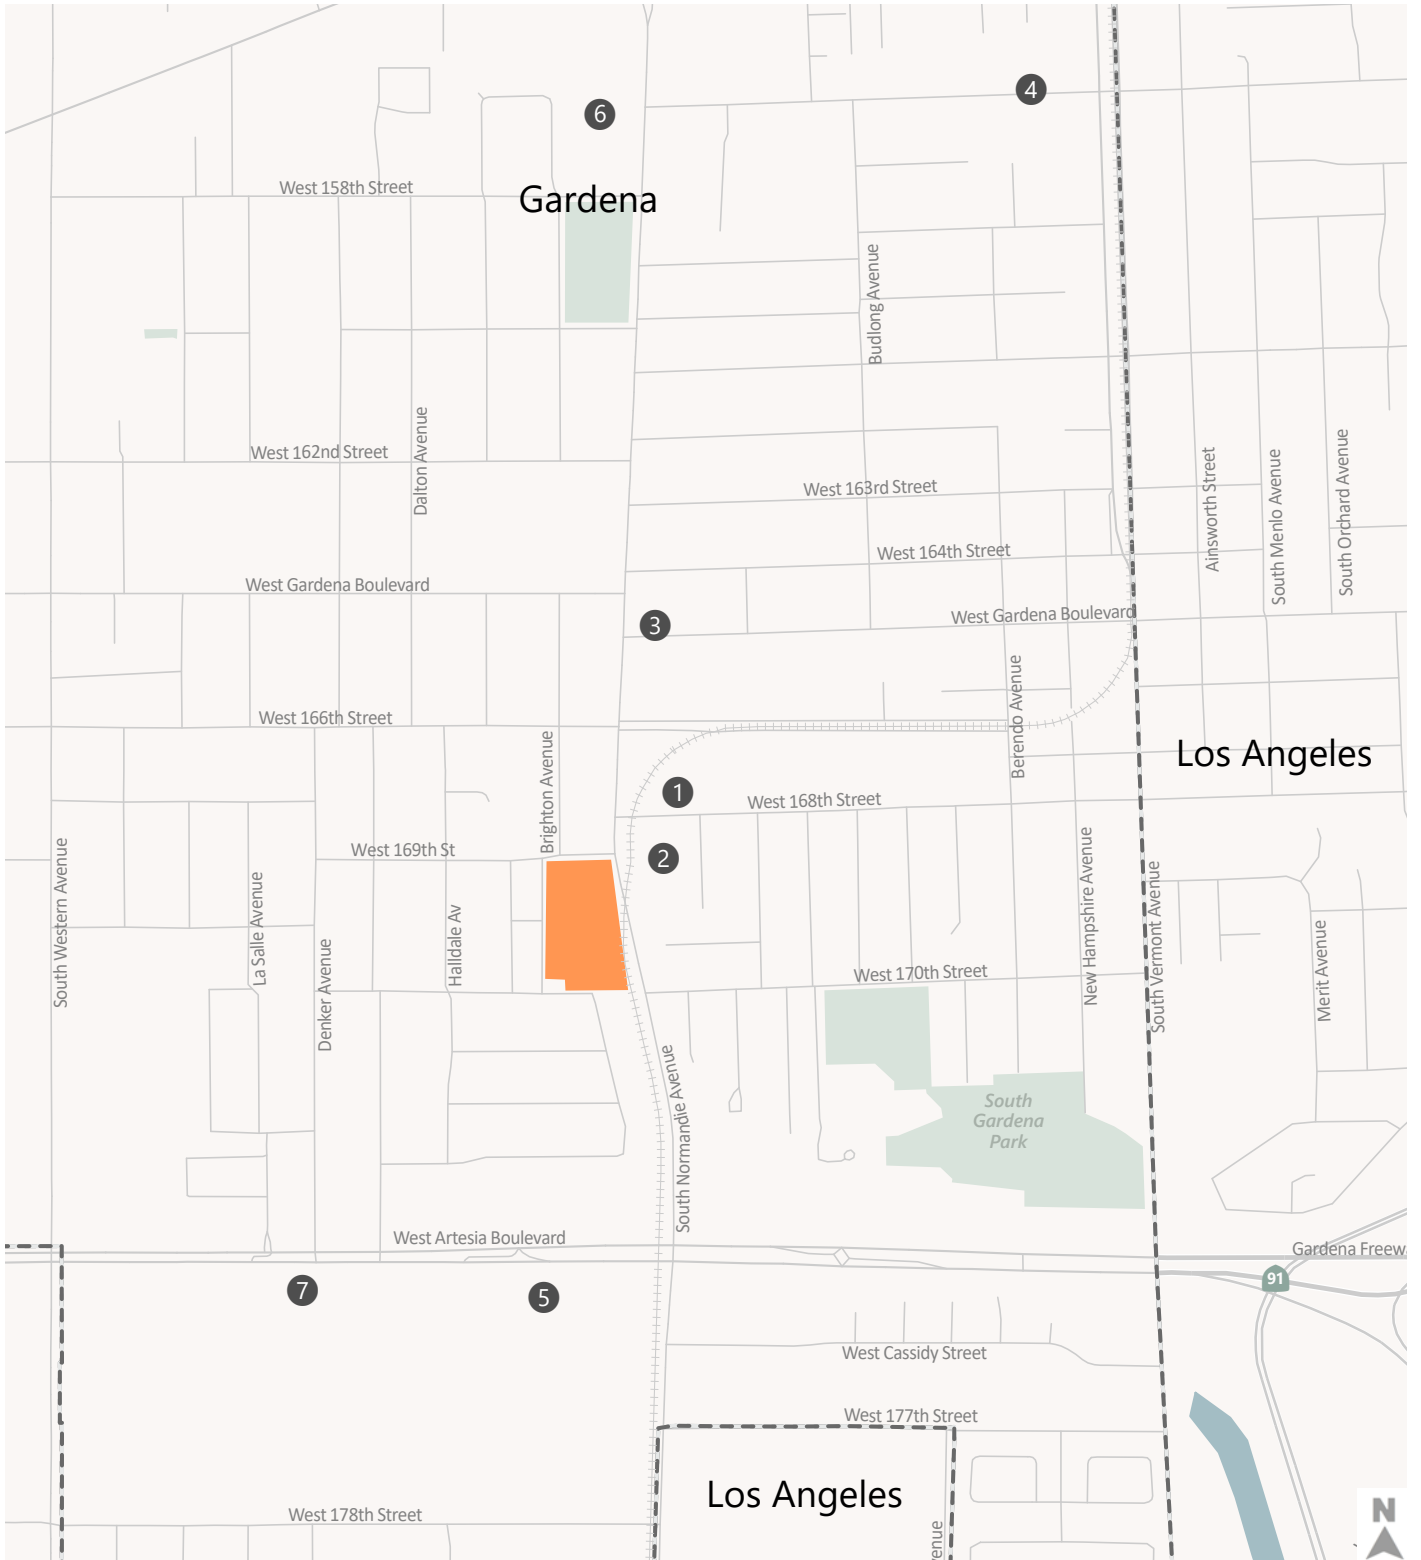 4
6
West 158th Street
Gardena
Budlong Avenue
Dalton Avenue
West 162nd Street
West 163rd Street
Ainsworth Street
South Menlo Avenue
South Orchard Avenue
West 164th Street
West Gardena Boulevard
West Gardena Boulevard
3
Berendo Avenue
West 166th Street
Brighton Avenue
Los Angeles
1
West 168th Street
West 169th St
2
South Western Avenue
La Salle Avenue
Halldale Av
Denker Avenue
New Hampshire Avenue
South Vermont Avenue
Merit Avenue
West 170th Street
South Normandie Avenue
South
Gardena
Park
West Artesia Boulevard
Gardena Freew
91
7
5
West Cassidy Street
West 177th Street
Los Angeles
West 178th Street
venue
N